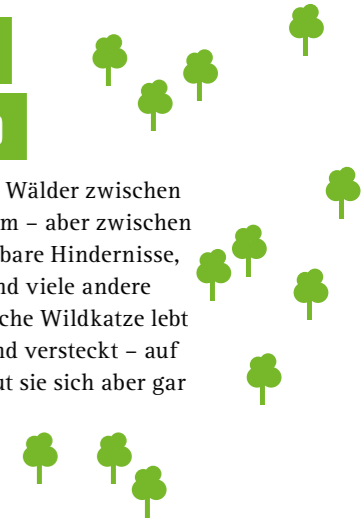 Wälder zwischen
m – aber zwischen
bare Hindernisse,
nd viele andere
che Wildkatze lebt
nd versteckt – auf
ut sie sich aber gar